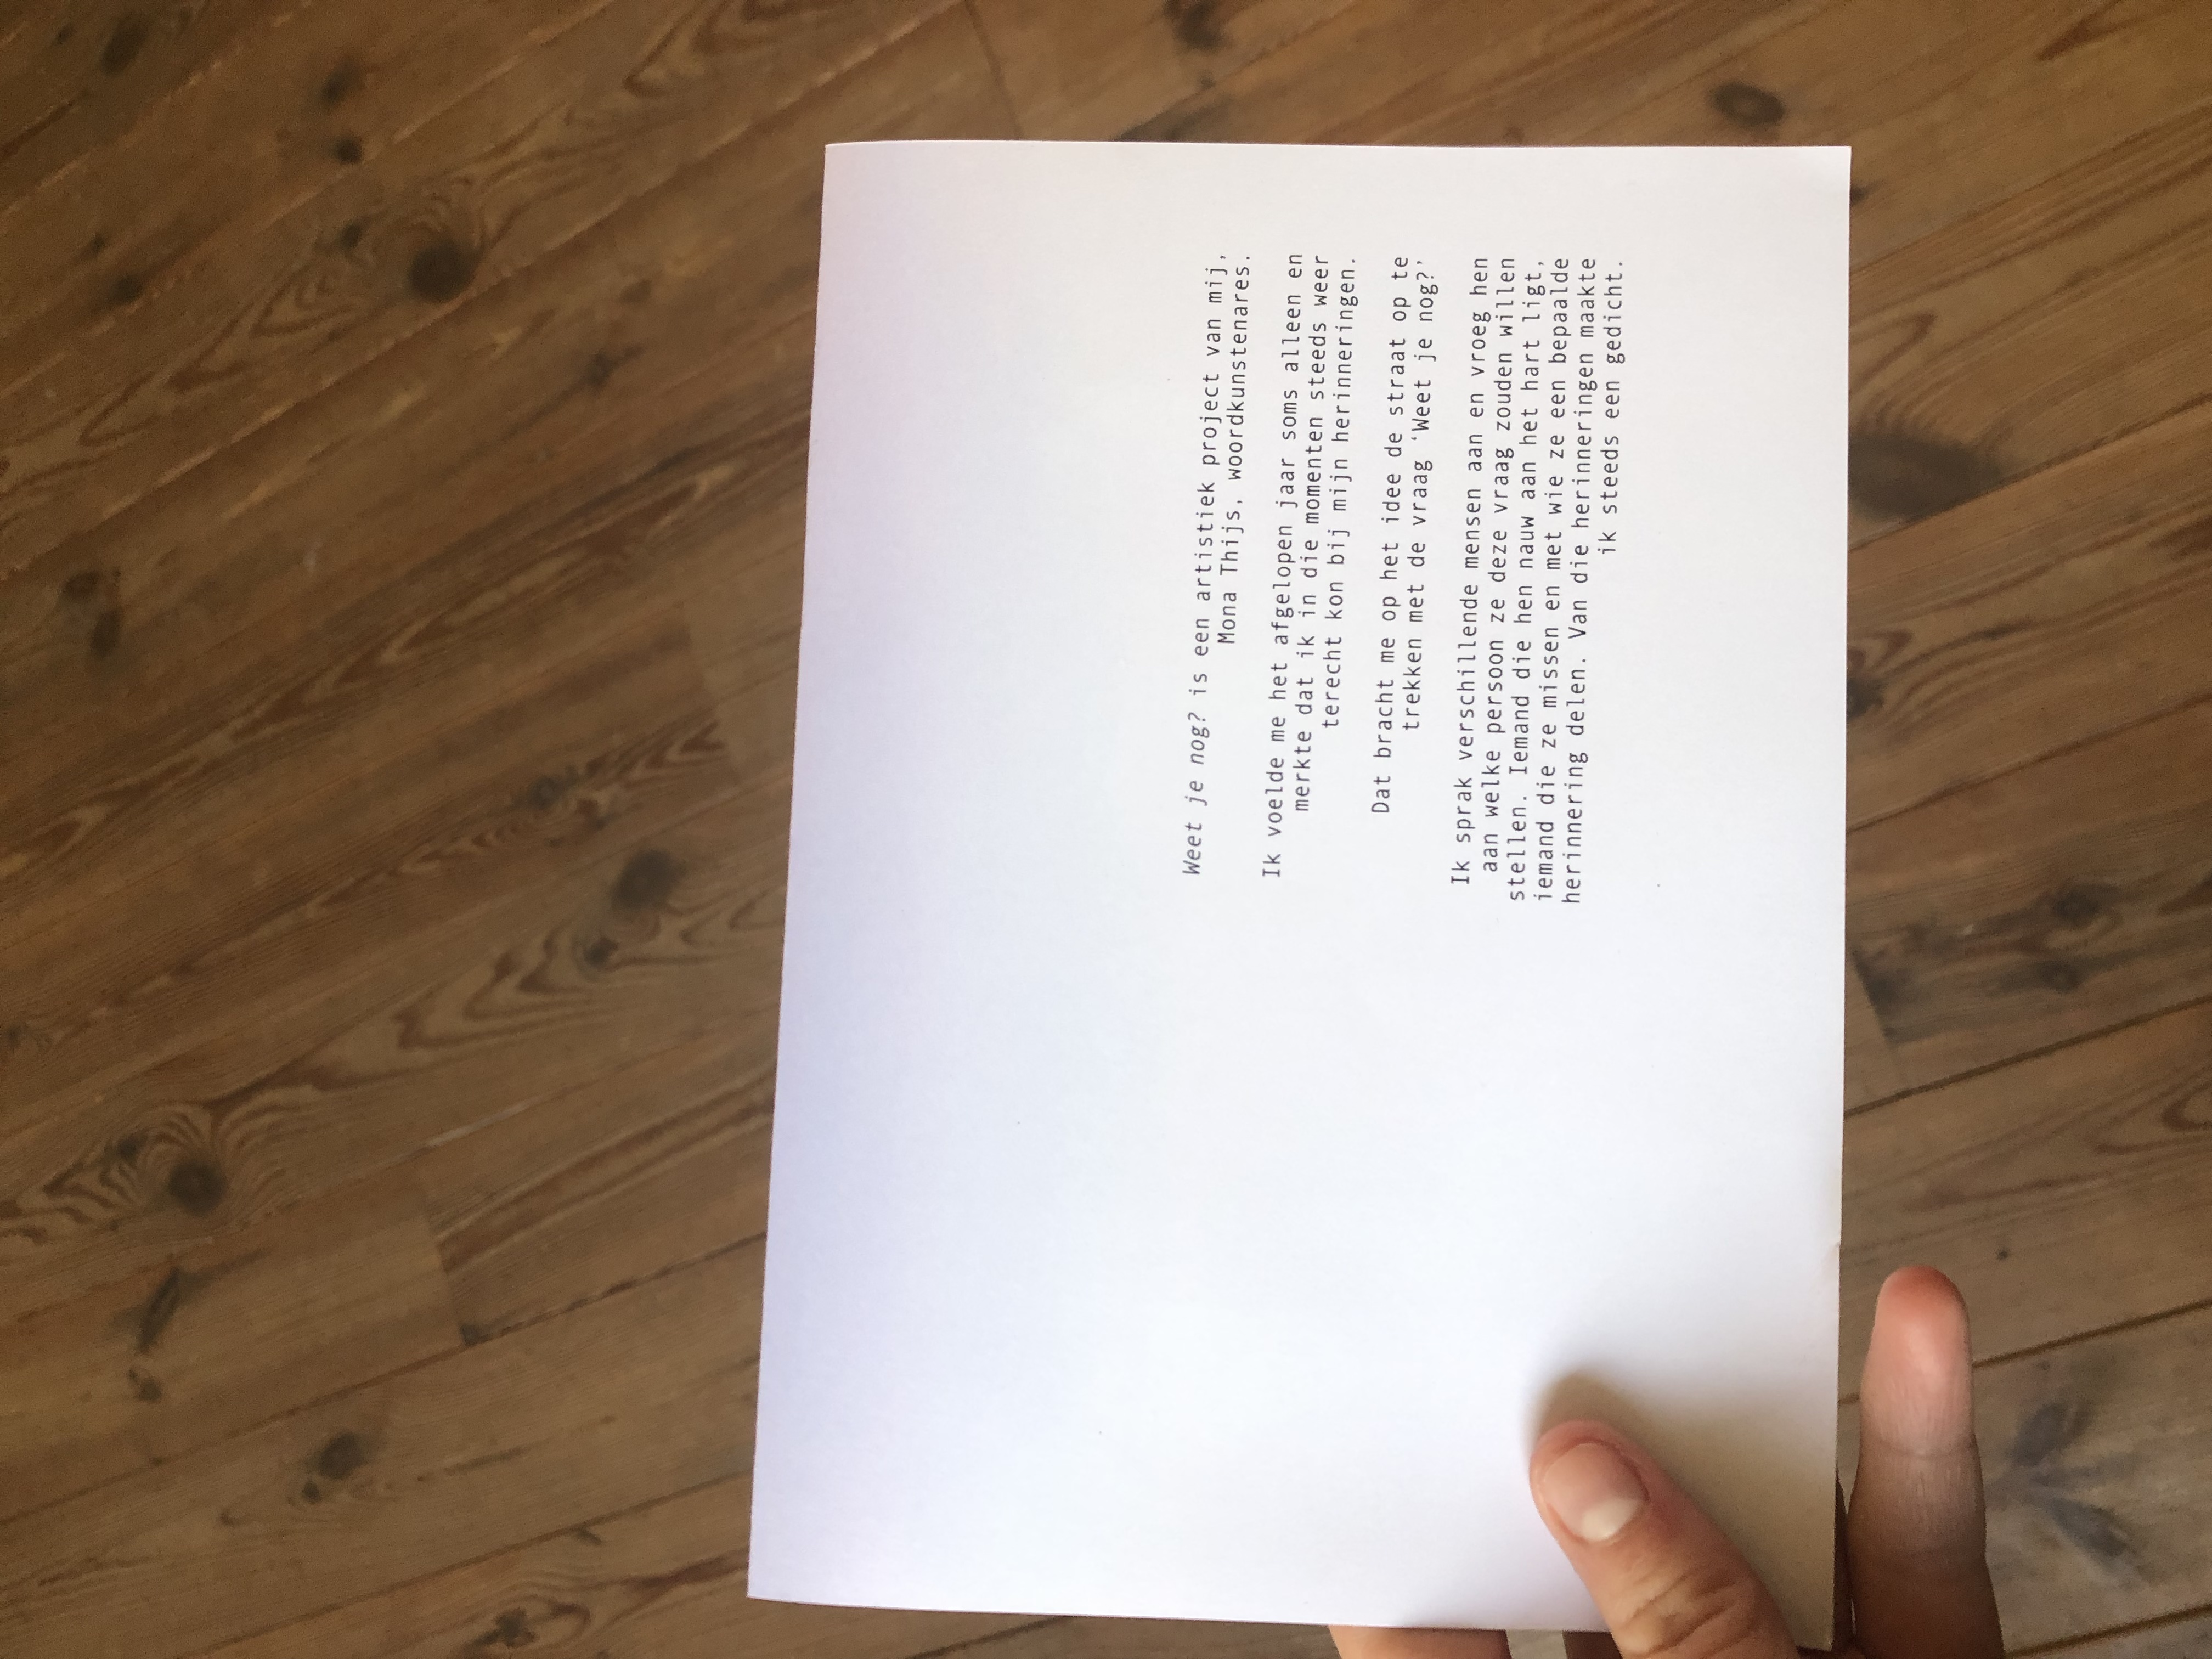 Weet je nog? is een artistiek project van mij,
Mona Thijs, woordkunstenares.
Ik voelde me het afgelopen jaar soms alleen en
merkte dat ik in die momenten steeds weer
terecht kon bij mijn herinneringen.
Dat bracht me op het idee de straat op te
trekken met de vraag ‘Weet je nog?’
Ik sprak verschillende mensen aan en vroeg hen
aan welke persoon ze deze vraag zouden willen
stellen. Iemand die hen nauw aan het hart ligt,
iemand die ze missen en met wie ze een bepaalde
herinnering delen. Van die herinneringen maakte
ik steeds een gedicht.